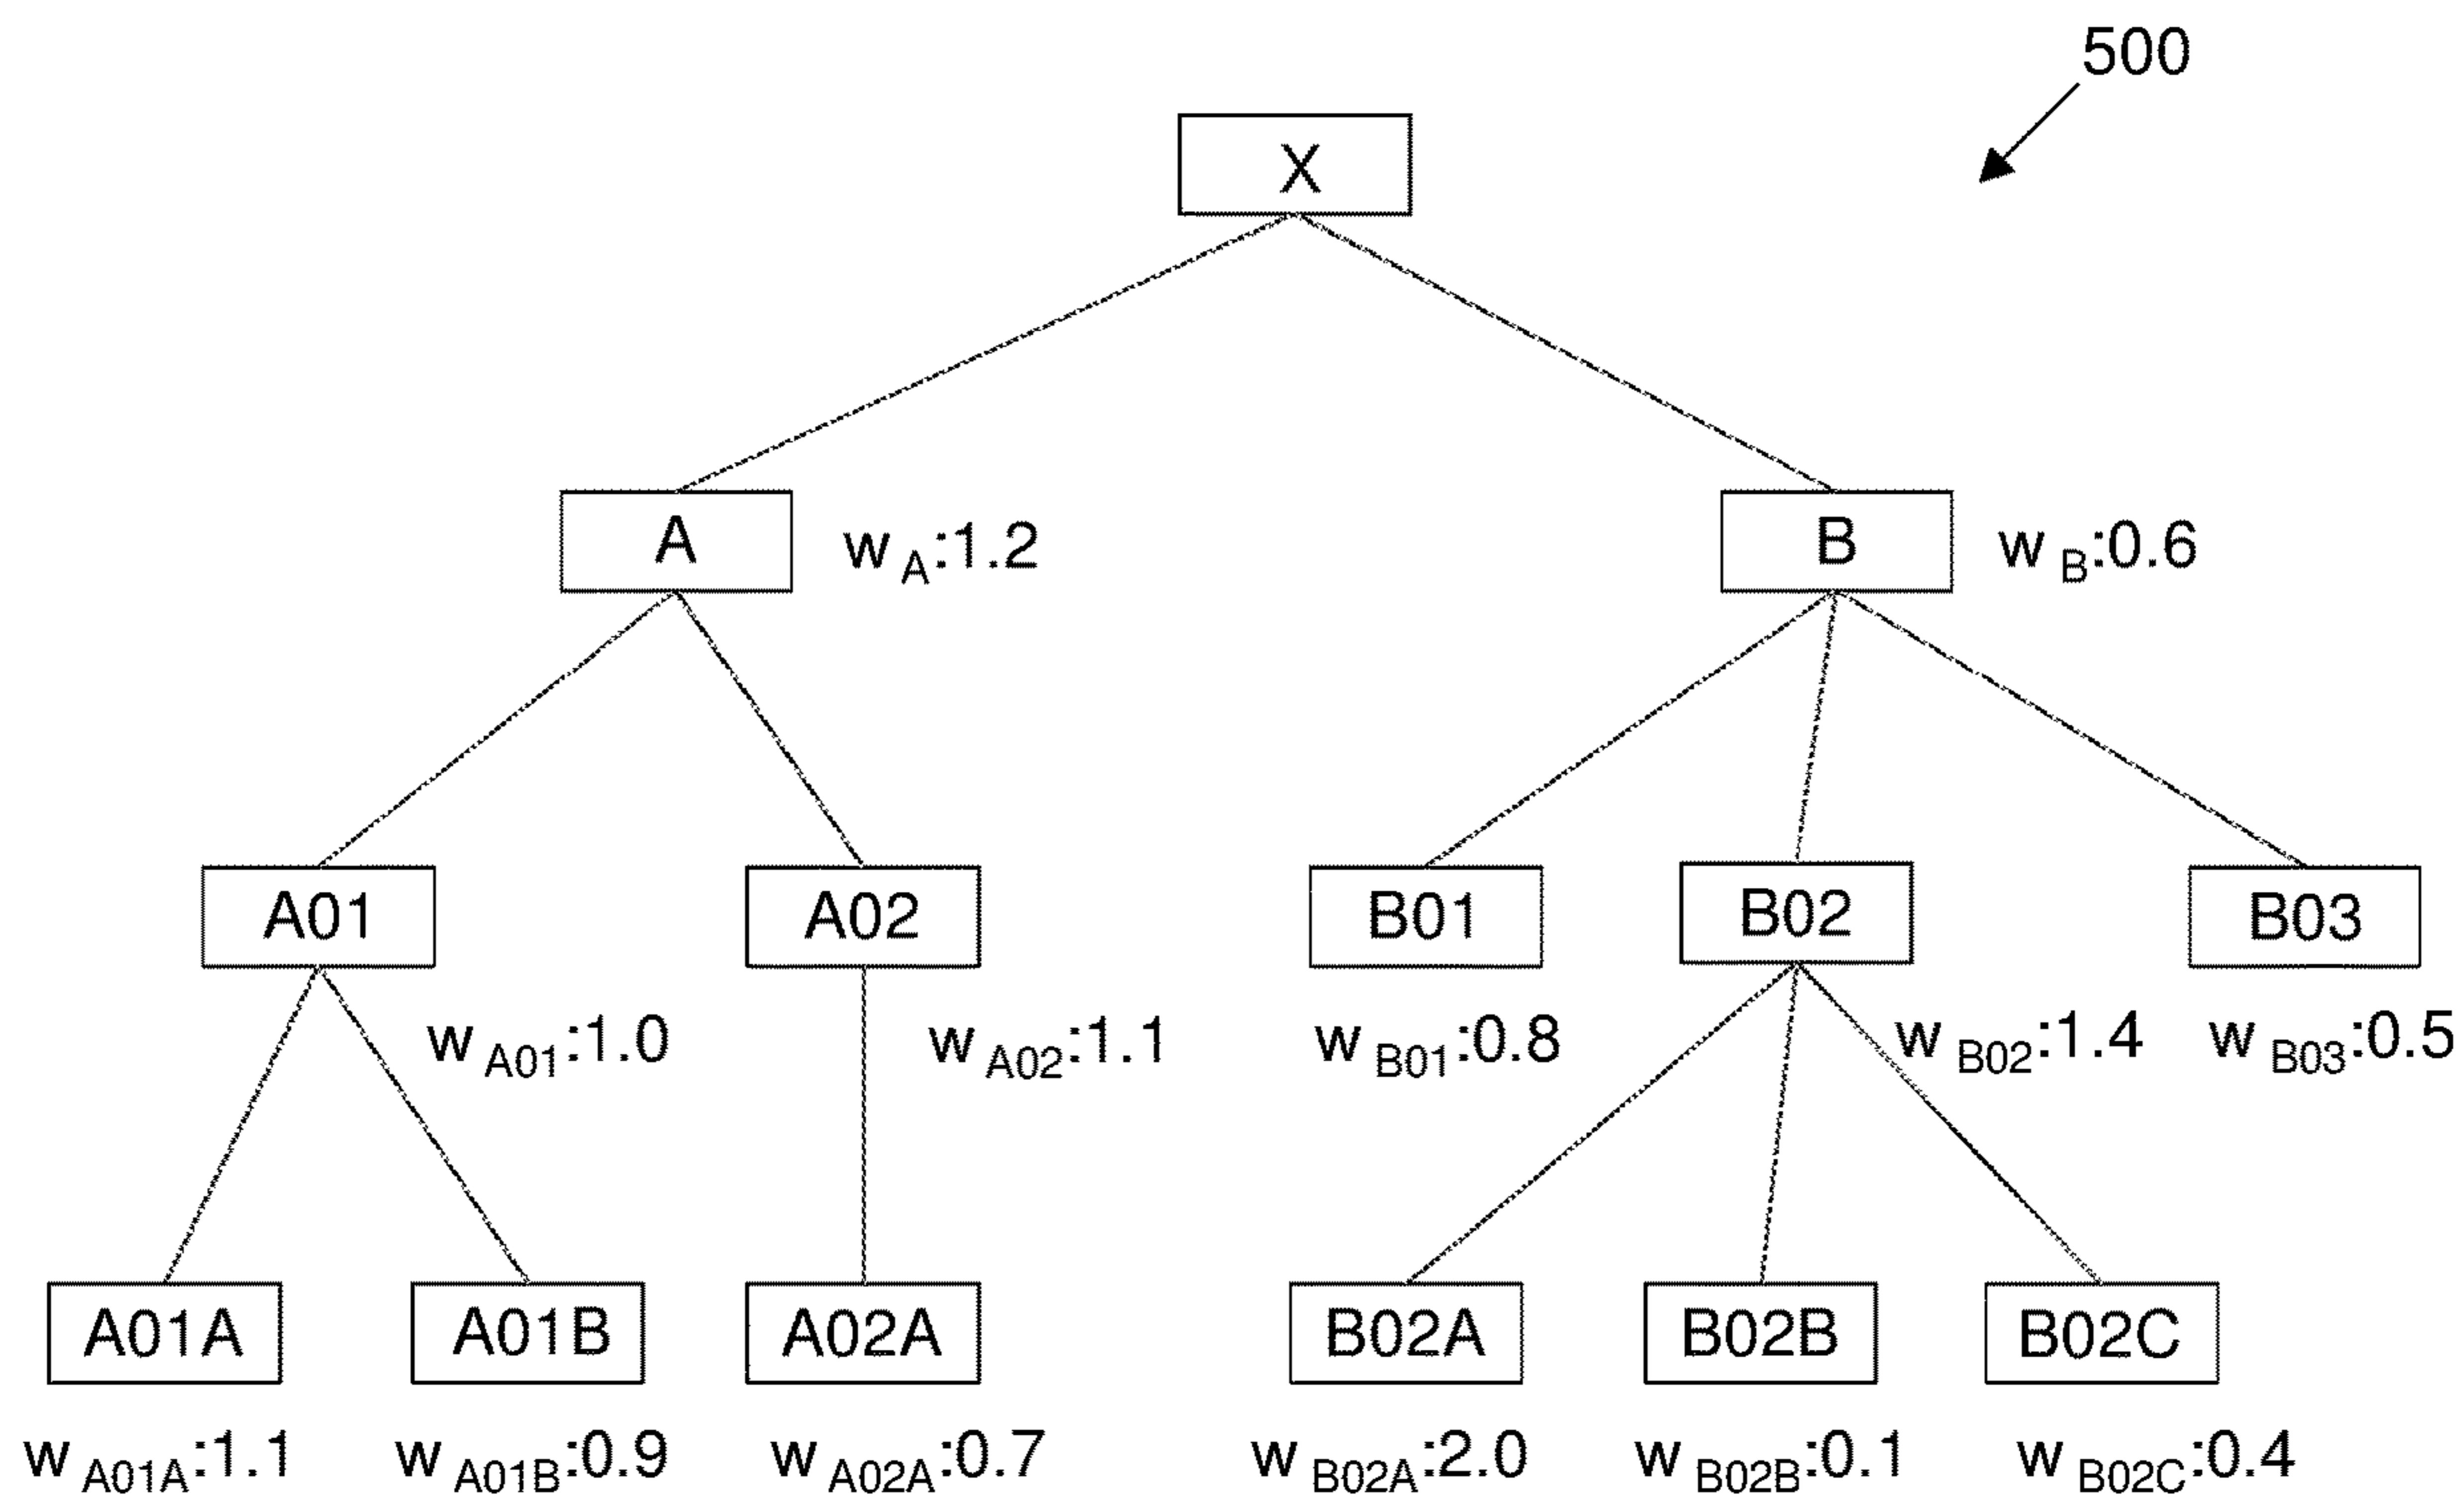 500
X
A
w A:1.2
B
w B:0.6
A01
A02
B01
B02
B03
w A01:1.0
w A02:1.1
w B01:0.8
w B02:1.4
w B03:0.5
A01A
A01B
A02A
B02A
B02B
B02C
w A01A:1.1
w A01B:0.9
w A02A:0.7
w B02A:2.0
w B02B:0.1
w B02C:0.4